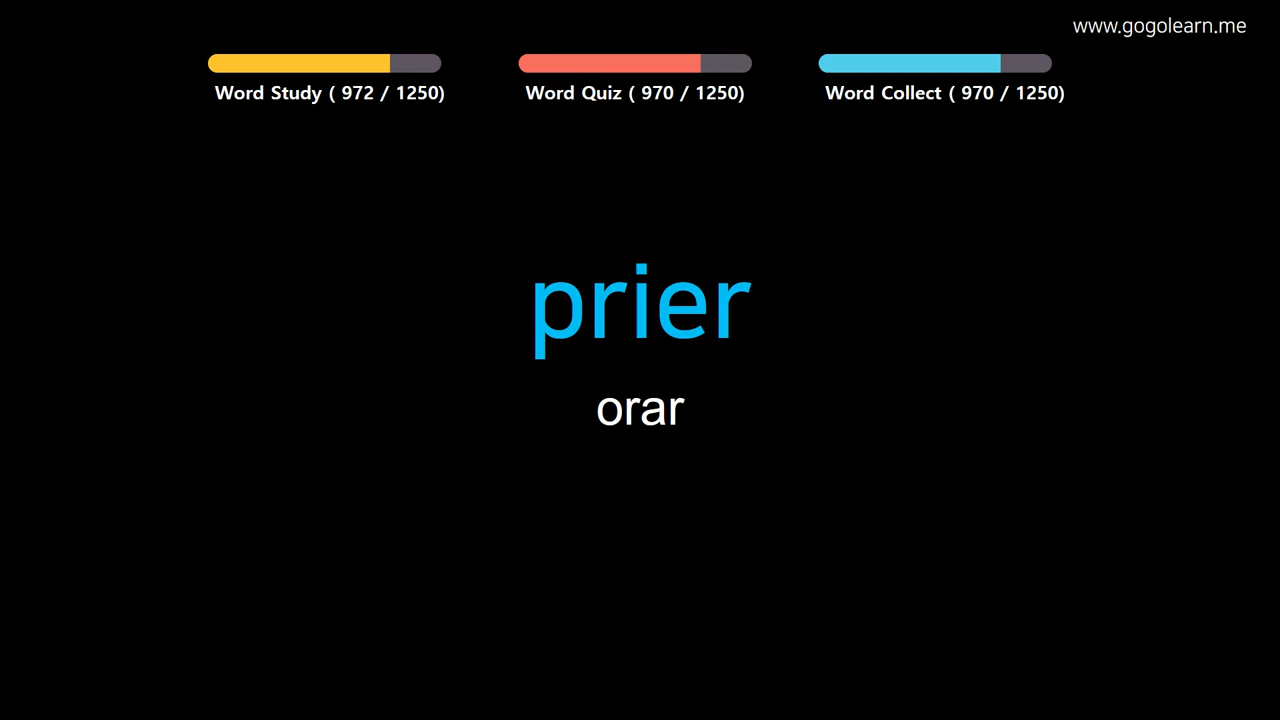 www.gogolearn.me
Word Study ( 972 / 1250)
Word Quiz ( 970 / 1250)
Word Collect ( 970 / 1250)
prier
orar